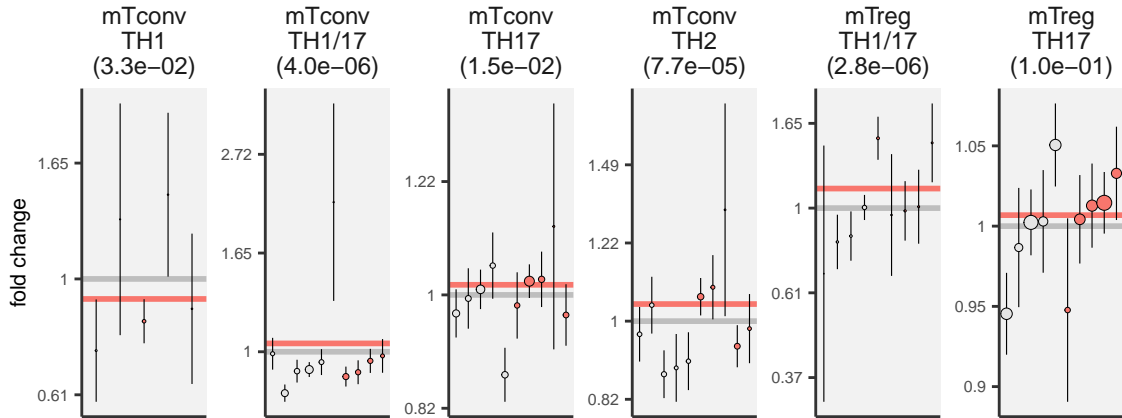 mTconv
TH1
(3.3e−02)
mTconv
TH1/17
(4.0e−06)
mTconv
TH17
(1.5e−02)
mTconv
TH2
(7.7e−05)
mTreg
TH1/17
(2.8e−06)
mTreg
TH17
(1.0e−01)
fold change
1.65
1
0.61
2.72
1.65
1
1.22
1
0.82
1.49
1.22
1
0.82
1.65
1
0.61
0.37
1.05
1
0.95
0.9